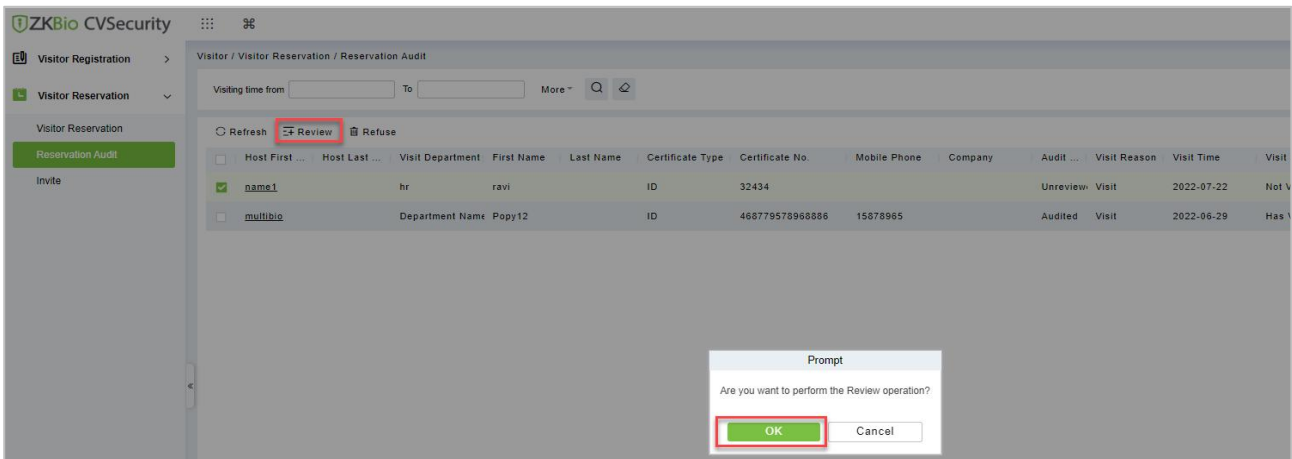 ZKBio CVSecurity
Visitor Registration
Visitor / Visitor Reservation / Reservation Audit
Visiting time from To More
Visitor Reservation
Visitor Reservation
Reservation Audit
Invite
Refresh Review Refuse
Host First ... Host Last ... Visit Department First Name Last Name Certificate Type Certificate No. Mobile Phone Company Audit ... Visit Reason Visit Time Visit
name1 hr ravi ID 32434 Unreview Visit 2022-07-22 Not V
multibio Department Name Popy12 ID 468779578968886 15878965 Audited Visit 2022-06-29 Has
Prompt
Are you want to perform the Review operation?
OK Cancel